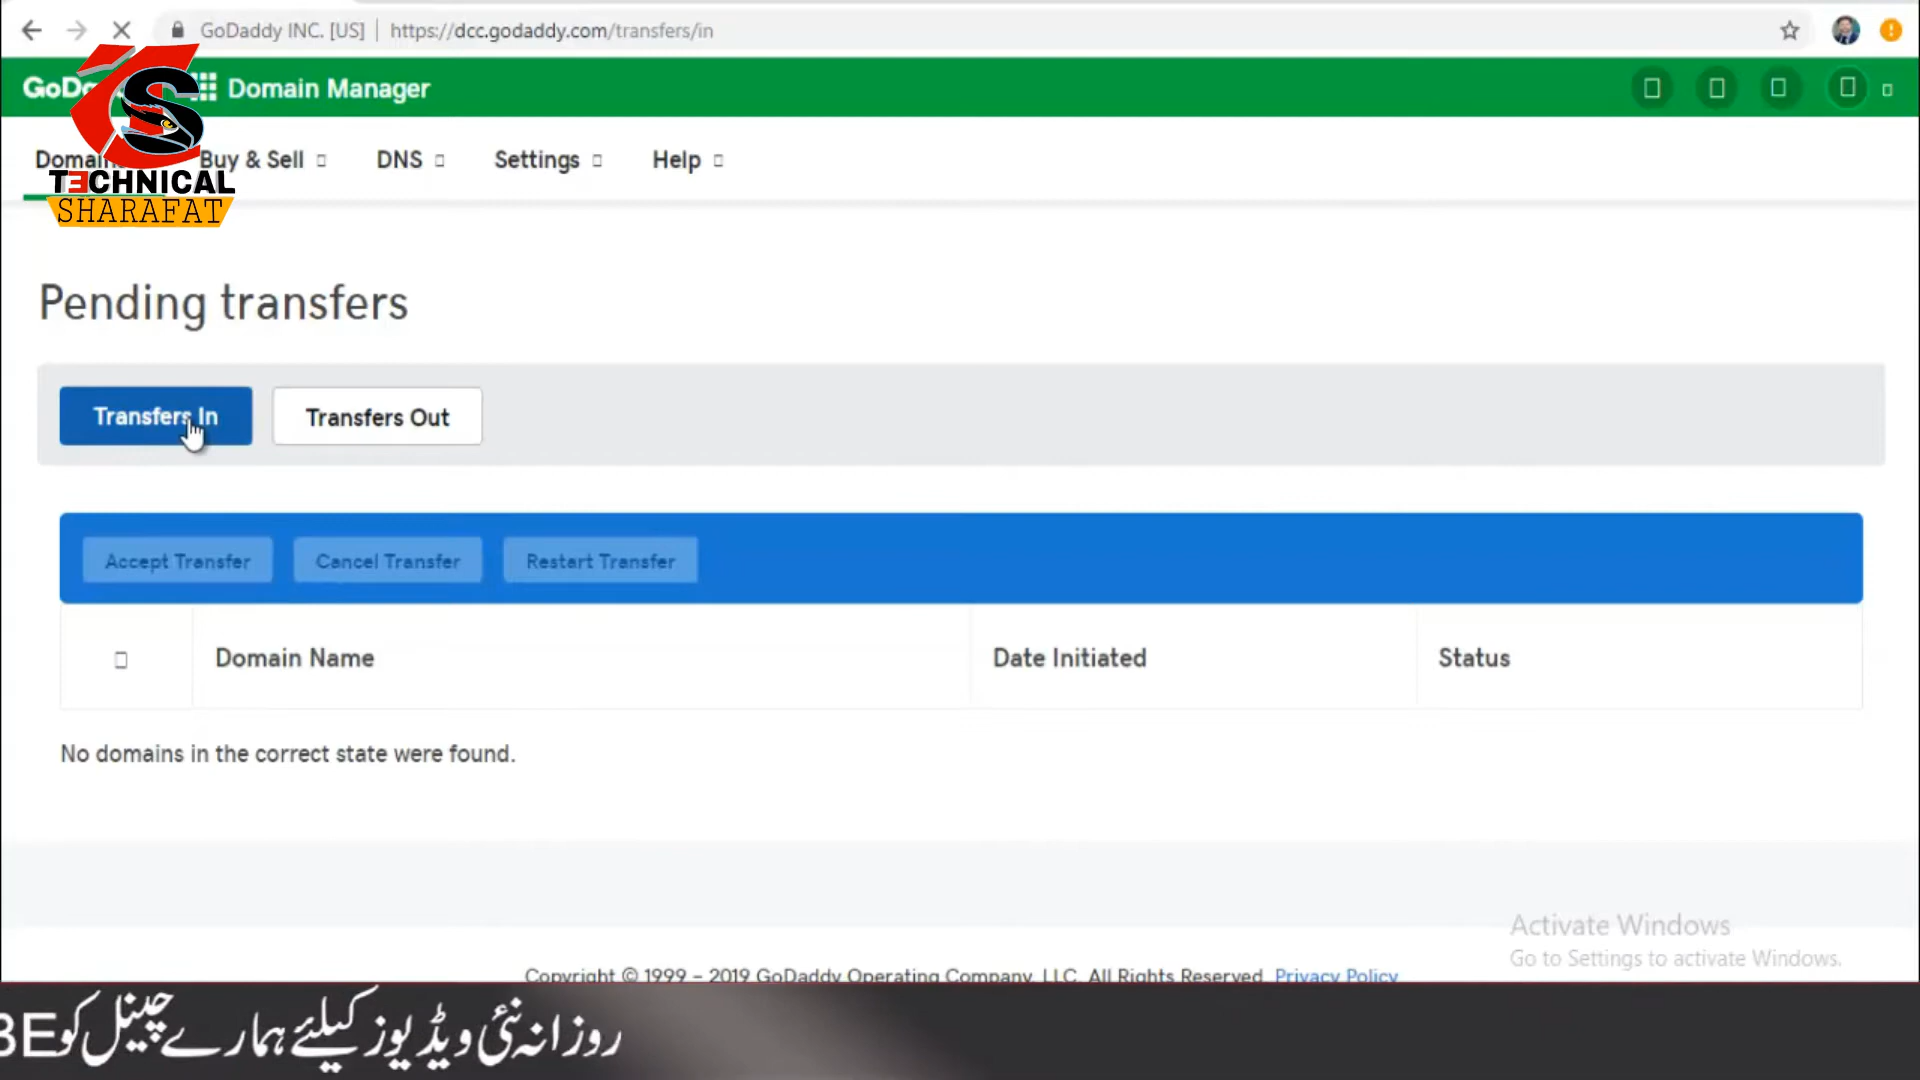 GoDaddy INC. [US] | https://dcc.godaddy.com/transfers/in
Domain Manager
Buy & Sell DNS Settings Help
TECHNICAL
SHARAFAT
Pending transfers
Transfers In Transfers Out
Accept Transfer Cancel Transfer Restart Transfer
Domain Name Date Initiated Status
No domains in the correct state were found.
Activate Windows
Go to Settings to activate Windows.
Copyright © 1999 – 2019 GoDaddy Operating Company, LLC. All Rights Reserved. Privacy Policy
روزانہ نئی ویڈیوز کیلئے ہمارے چینل کو BE